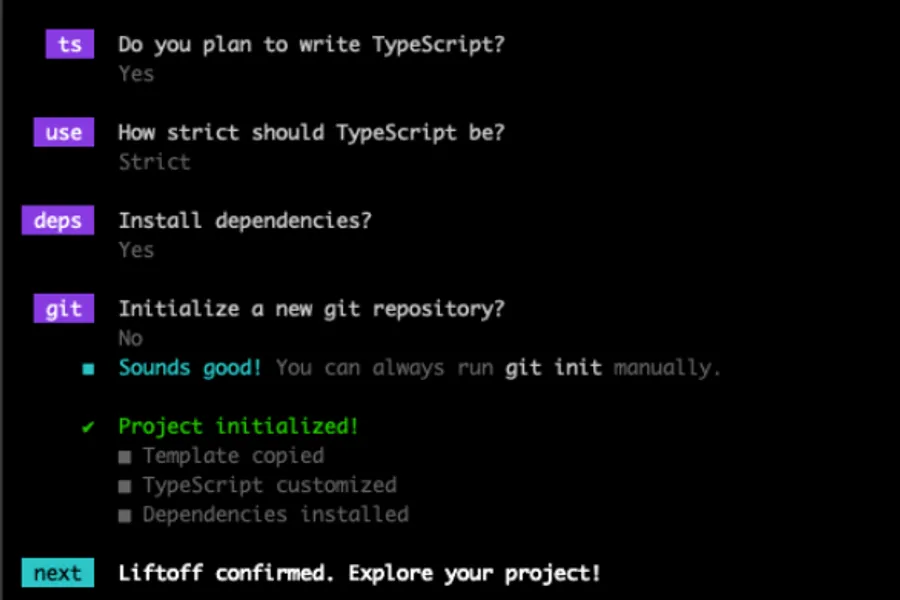 ts Do you plan to write TypeScript?
Yes
use How strict should TypeScript be?
Strict
deps Install dependencies?
Yes
git Initialize a new git repository?
No
■ Sounds good! You can always run git init manually.
✔ Project initialized!
■ Template copied
■ TypeScript customized
■ Dependencies installed
next Liftoff confirmed. Explore your project!